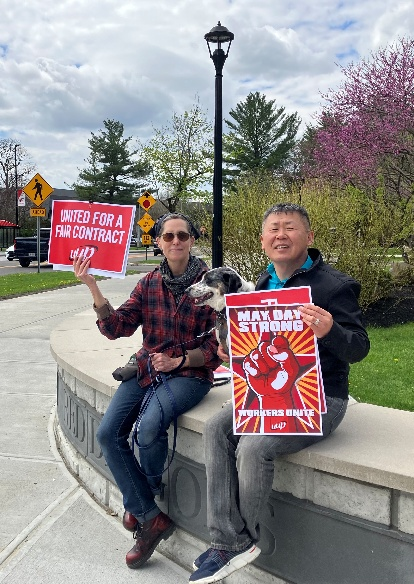 UNITED FOR A
FAIR CONTRACT
MAY DAY
STRONG
WORKERS UNITE